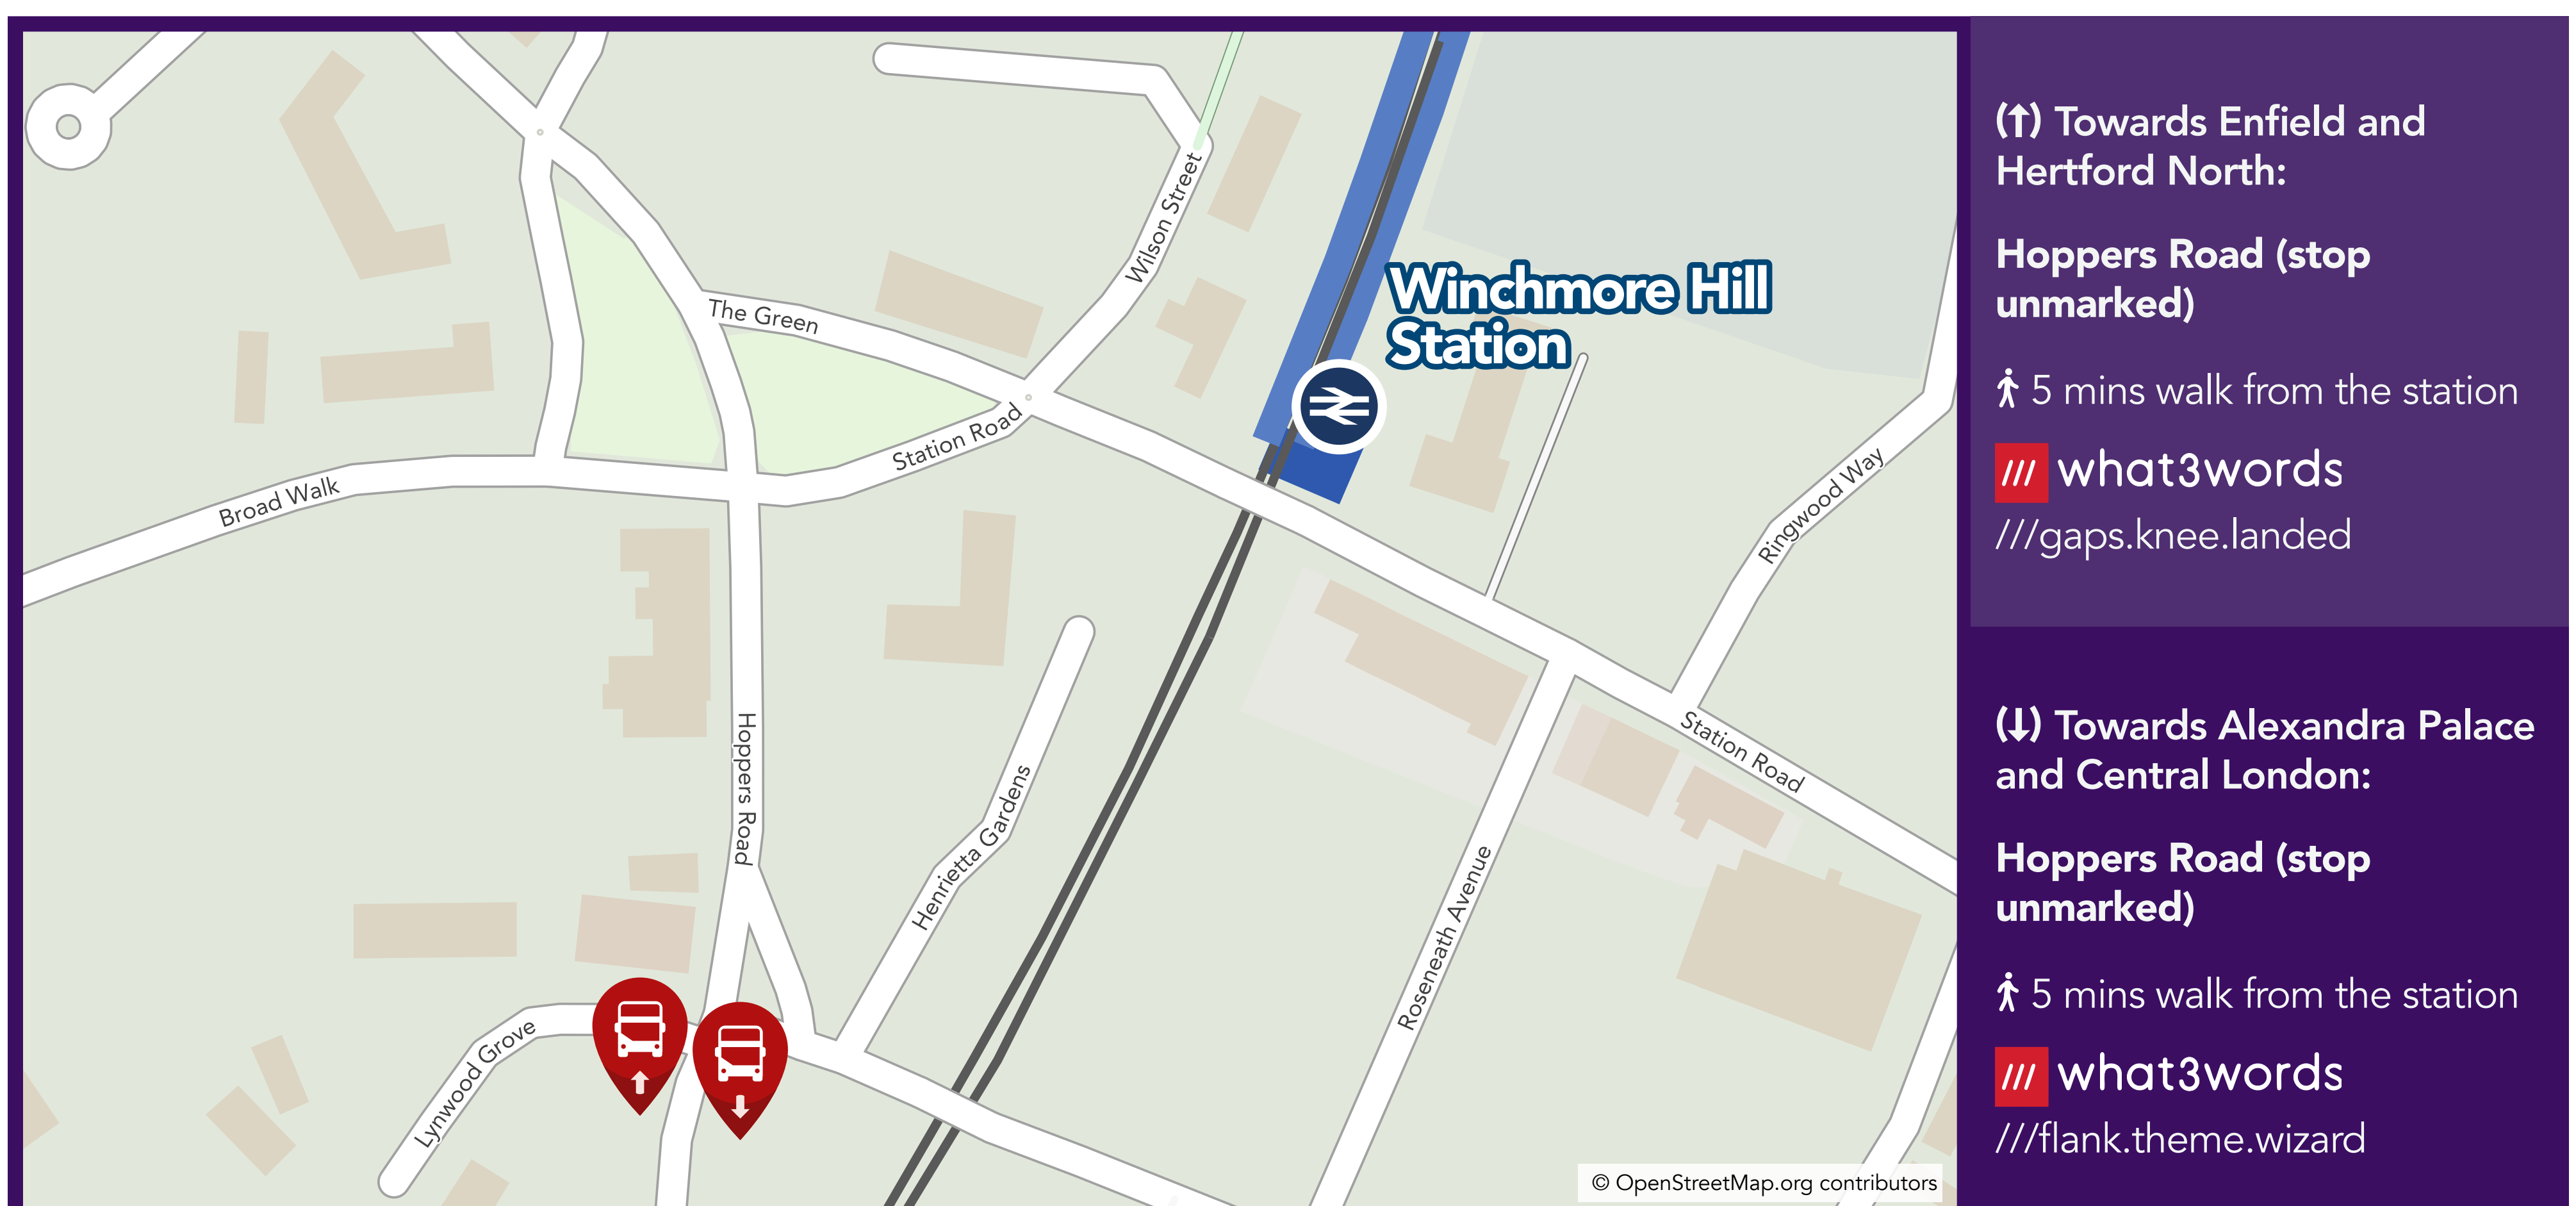 Wilson Street
Winchmore Hill
Station
The Green
Station Road
Broad Walk
Ringwood Way
Hoppers Road
Station Road
Henrietta Gardens
Roseneath Avenue
Lynwood Grove
© OpenStreetMap.org contributors
(↑) Towards Enfield and
Hertford North:
Hoppers Road (stop
unmarked)
5 mins walk from the station
/// what3words
///gaps.knee.landed
(↓) Towards Alexandra Palace
and Central London:
Hoppers Road (stop
unmarked)
5 mins walk from the station
/// what3words
///flank.theme.wizard